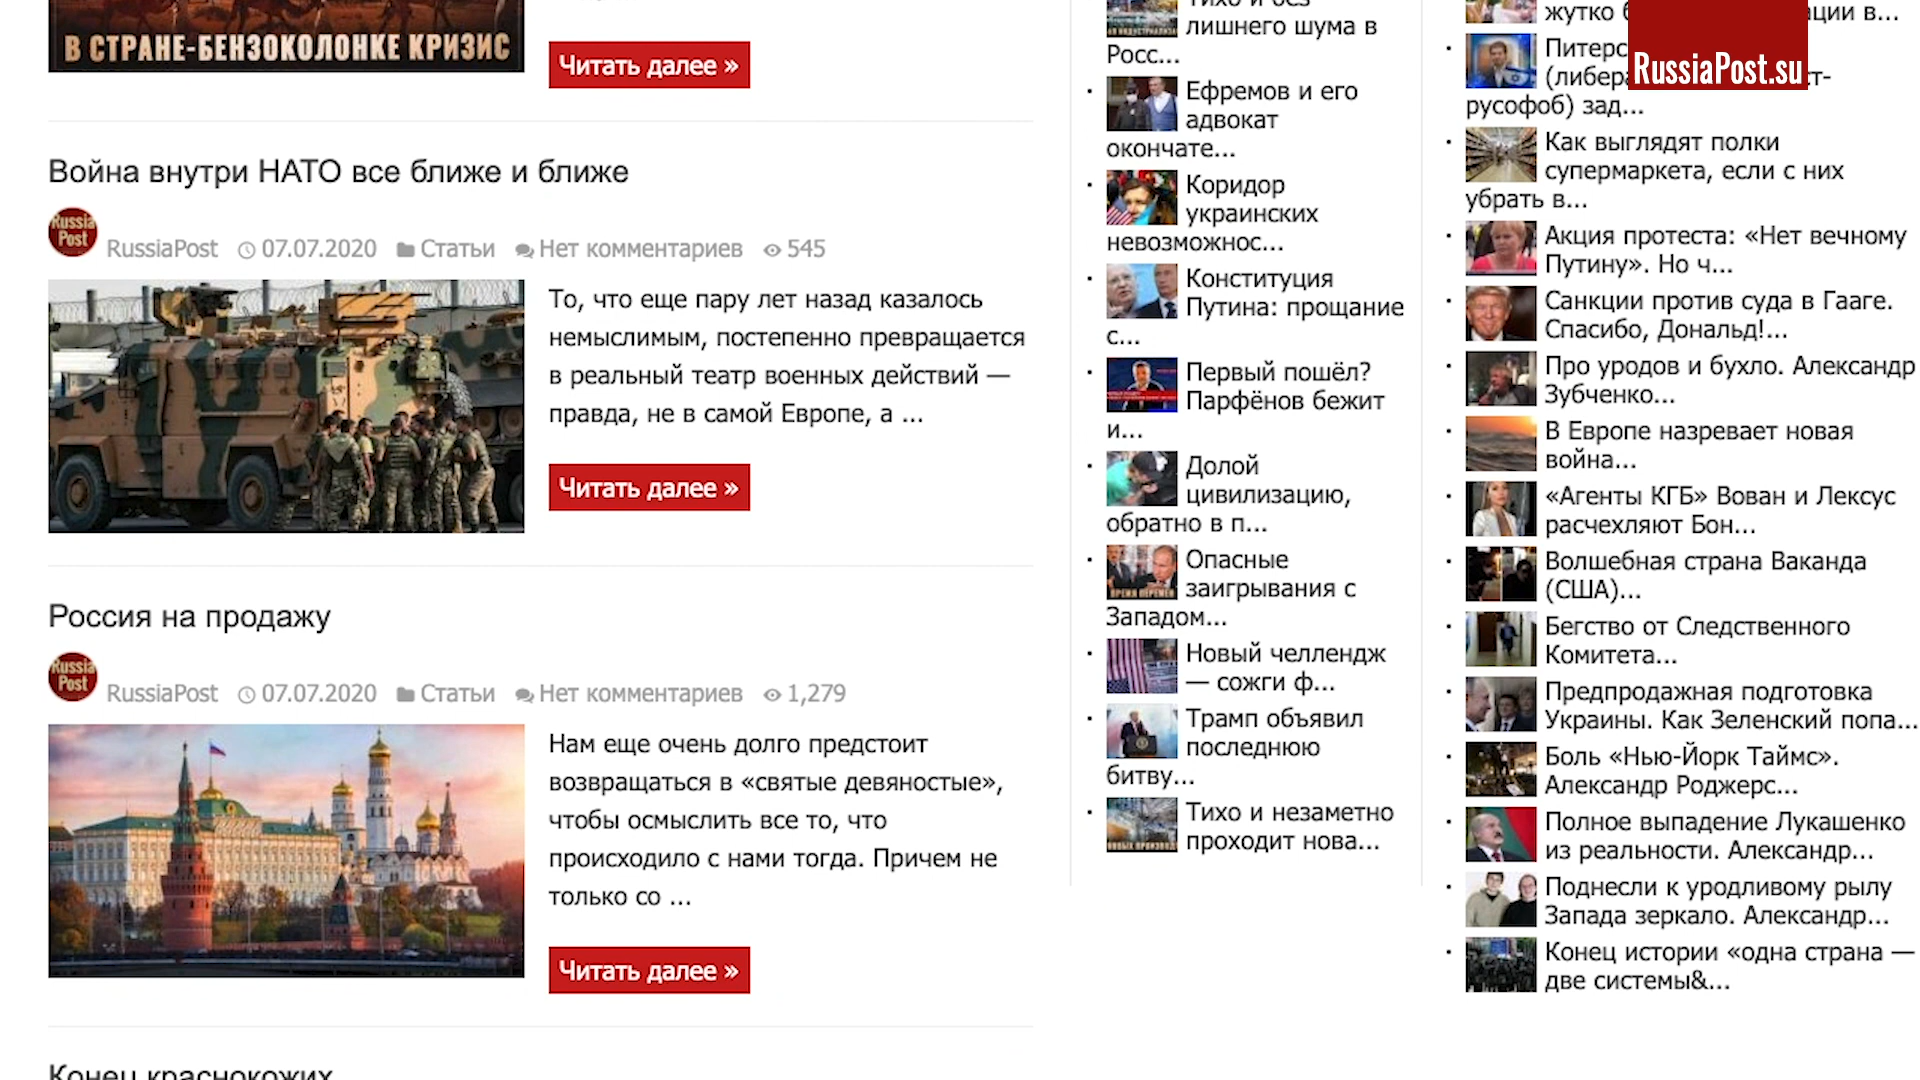 В СТРАНЕ-БЕНЗОКОЛОНКЕ КРИЗИС
Читать далее »
Война внутри НАТО все ближе и ближе
Russia
Post
RussiaPost 07.07.2020 Статьи Нет комментариев 545
То, что еще пару лет назад казалось
немыслимым, постепенно превращается
в реальный театр военных действий —
правда, не в самой Европе, а ...
Читать далее »
Россия на продажу
Russia
Post
RussiaPost 07.07.2020 Статьи Нет комментариев 1,279
Нам еще очень долго предстоит
возвращаться в «святые девяностые»,
чтобы осмыслить все то, что
происходило с нами тогда. Причем не
только со ...
Читать далее »
Конец краснокожих
Тихо и без
лишнего шума в
Росс...
Ефремов и его
адвокат
окончате...
Коридор
украинских
невозможнос...
Конституция
Путина: прощание
с...
Первый пошёл?
Парфёнов бежит
и...
Долой
цивилизацию,
обратно в п...
Опасные
заигрывания с
Западом...
Новый челлендж
— сожги ф...
Трамп объявил
последнюю
битву...
Тихо и незаметно
проходит нова...
жутко
ации в...
RussiaPost.su
русофоб) зад...
Как выглядят полки
супермаркета, если с них
убрать в...
Акция протеста: «Нет вечному
Путину». Но ч...
Санкции против суда в Гааге.
Спасибо, Дональд!...
Про уродов и бухло. Александр
Зубченко...
В Европе назревает новая
война...
«Агенты КГБ» Вован и Лексус
расчехляют Бон...
Волшебная страна Ваканда
(США)...
Бегство от Следственного
Комитета...
Предпродажная подготовка
Украины. Как Зеленский попа...
Боль «Нью-Йорк Таймс».
Александр Роджерс...
Полное выпадение Лукашенко
из реальности. Александр...
Поднесли к уродливому рылу
Запада зеркало. Александр...
Конец истории «одна страна —
две системы&...